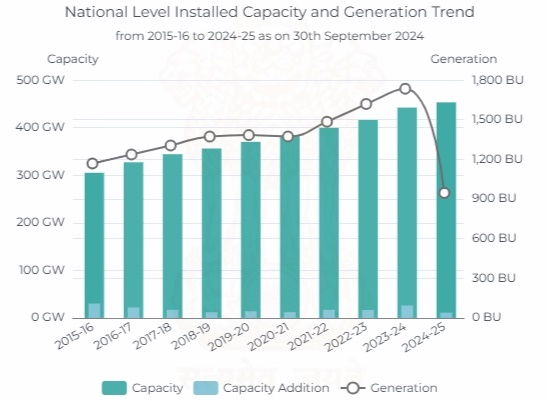 National Level Installed Capacity and Generation Trend
from 2015-16 to 2024-25 as on 30th September 2024
Capacity Generation
500 GW 1,800 BU
400 GW 1,500 BU
300 GW 1,200 BU
200 GW 900 BU
100 GW 600 BU
0 GW 300 BU
0 BU
2015-16 2016-17 2017-18 2018-19 2019-20 2020-21 2021-22 2022-23 2023-24 2024-25
Capacity Capacity Addition Generation